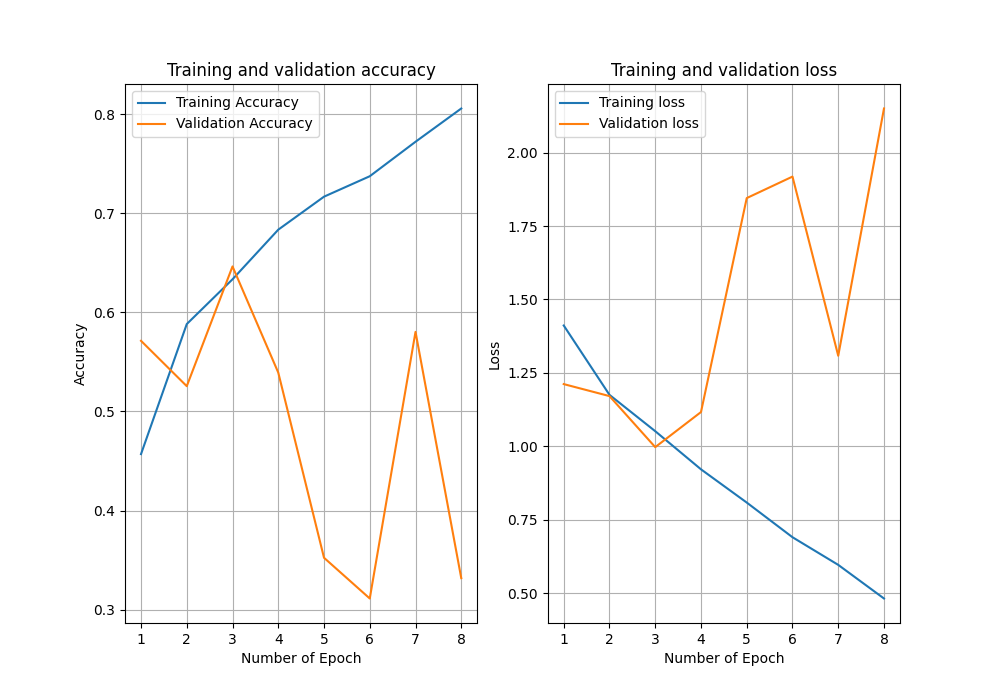 Training and validation accuracy
Training Accuracy
Validation Accuracy
Accuracy
0.8
0.7
0.6
0.5
0.4
0.3
1 2 3 4 5 6 7 8
Number of Epoch
Training and validation loss
Training loss
Validation loss
Loss
2.00
1.75
1.50
1.25
1.00
0.75
0.50
1 2 3 4 5 6 7 8
Number of Epoch